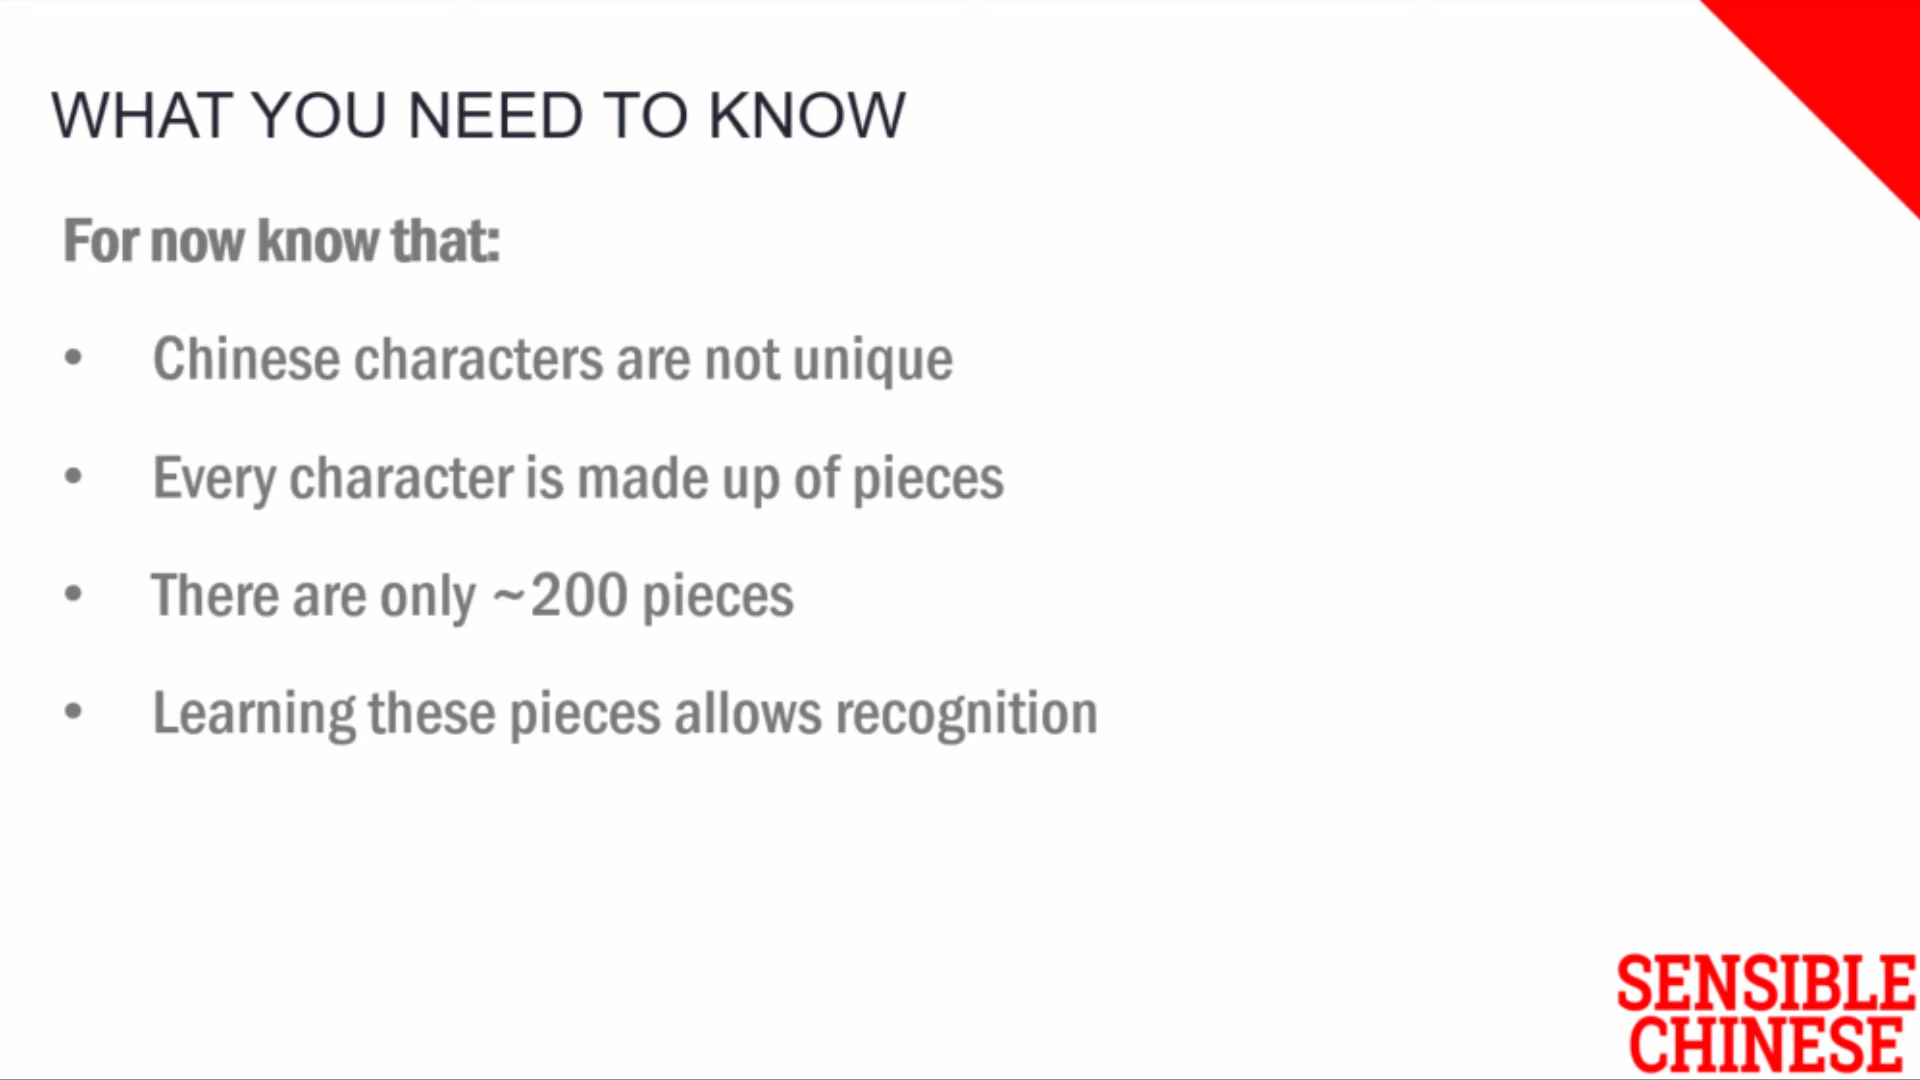 WHAT YOU NEED TO KNOW
For now know that:
• Chinese characters are not unique
• Every character is made up of pieces
• There are only ~200 pieces
• Learning these pieces allows recognition
SENSIBLE
CHINESE